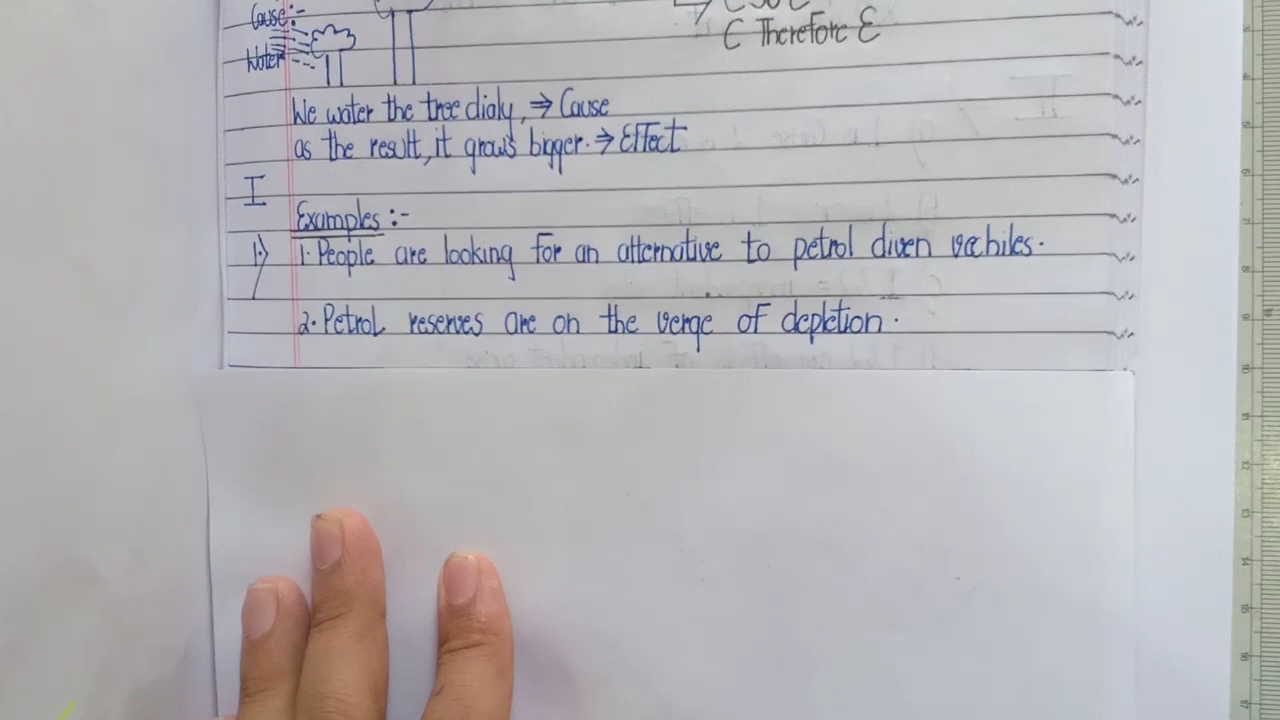 Cause:-
Water
C Therefore E
We water the tree dialy, ⇒ Cause
as the result, it grows bigger. ⇒ Effect
I
Examples :-
1) 1. People are looking for an alternative to petrol diven vechiles.
2. Petrol reserves are on the verge of depletion.